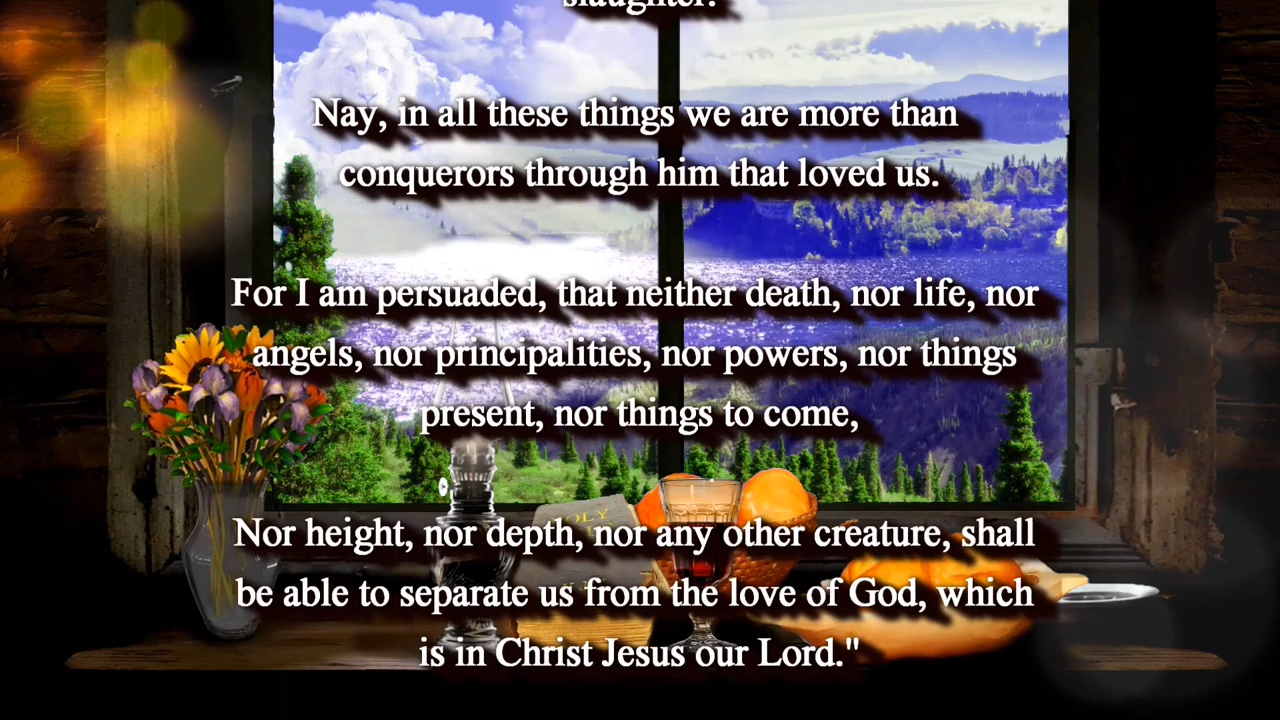 slaughter.
Nay, in all these things we are more than
conquerors through him that loved us.
For I am persuaded, that neither death, nor life, nor
angels, nor principalities, nor powers, nor things
present, nor things to come,
Nor height, nor depth, nor any other creature, shall
be able to separate us from the love of God, which
is in Christ Jesus our Lord."
HOLY